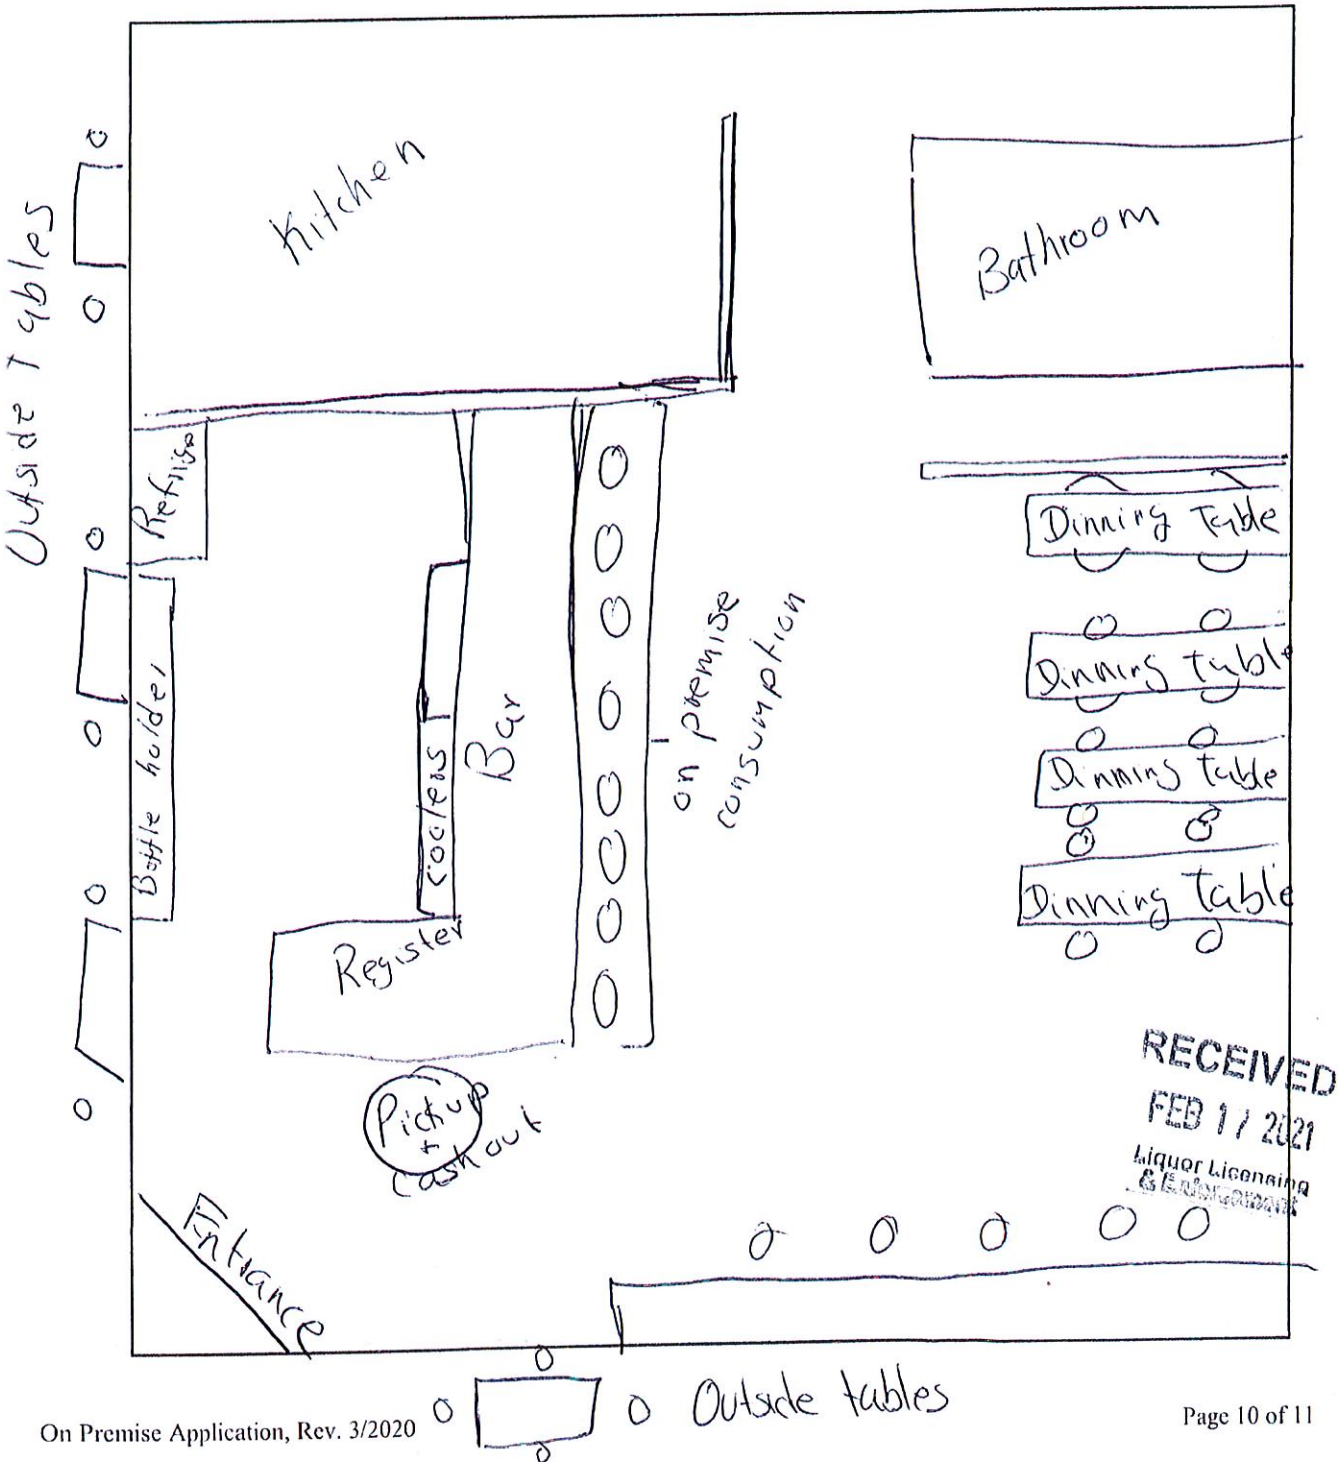 Kitchen
Bathroom
Outside Tables
Refrige
Dinning Table
Dinning table
Dinning table
Dinning table
Bottle holder
coolers
Bar
on premise
consumption
Register
Pickup
+
cash out
Entrance
RECEIVED
FEB 17 2021
Liquor Licensing
& Enforcement
Outside tables
On Premise Application, Rev. 3/2020
Page 10 of 11